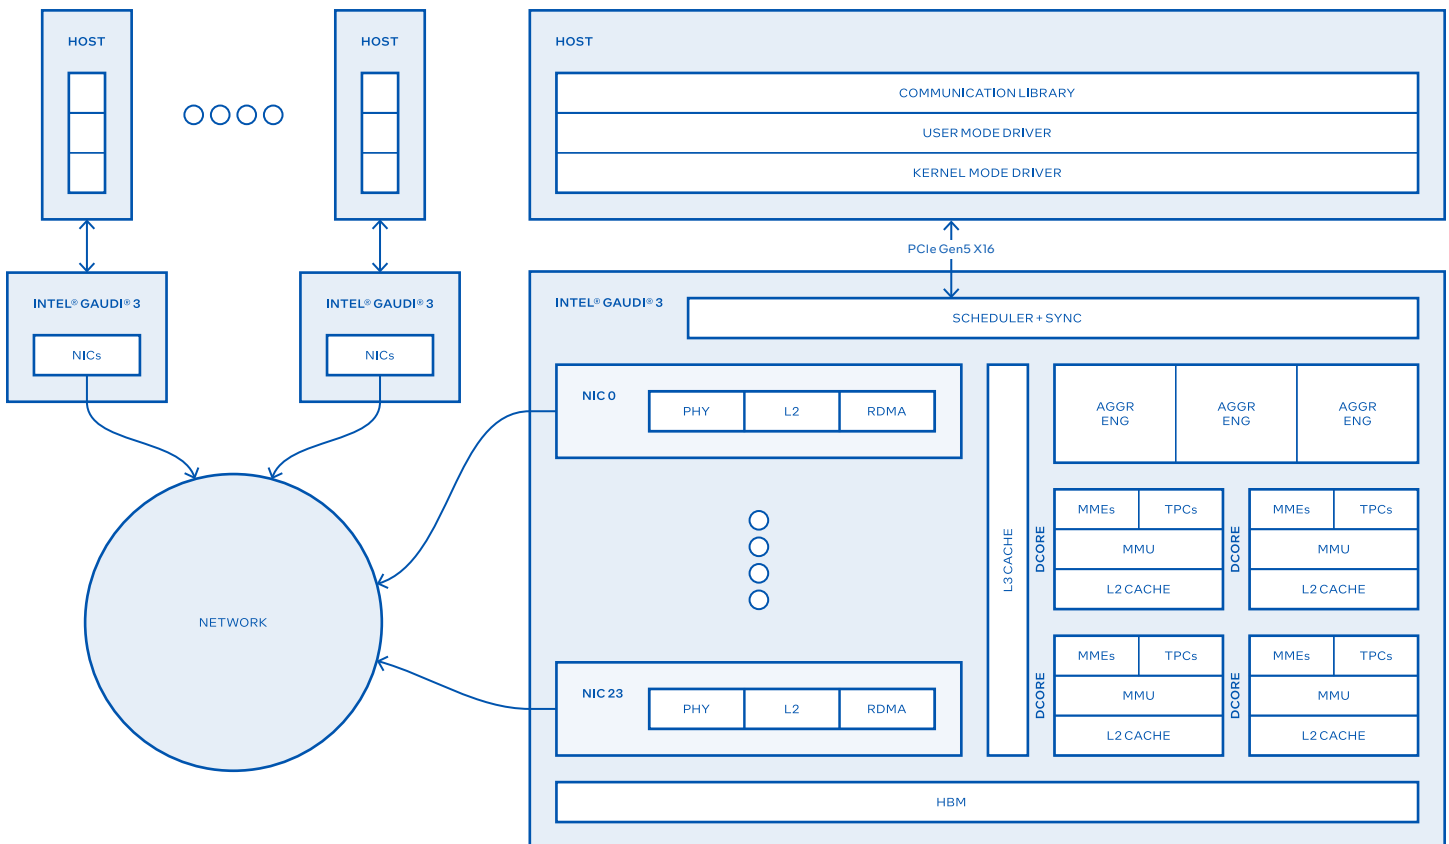 HOST
HOST
HOST
COMMUNICATION LIBRARY
USER MODE DRIVER
KERNEL MODE DRIVER
PCIe Gen5 X16
INTEL® GAUDI® 3
NICs
INTEL® GAUDI® 3
NICs
INTEL® GAUDI® 3
SCHEDULER + SYNC
NIC 0
PHY
L2
RDMA
NIC 23
PHY
L2
RDMA
L3 CACHE
AGGR
ENG
AGGR
ENG
AGGR
ENG
DCORE
MMEs
TPCs
MMU
L2 CACHE
DCORE
MMEs
TPCs
MMU
L2 CACHE
DCORE
MMEs
TPCs
MMU
L2 CACHE
DCORE
MMEs
TPCs
MMU
L2 CACHE
HBM
NETWORK